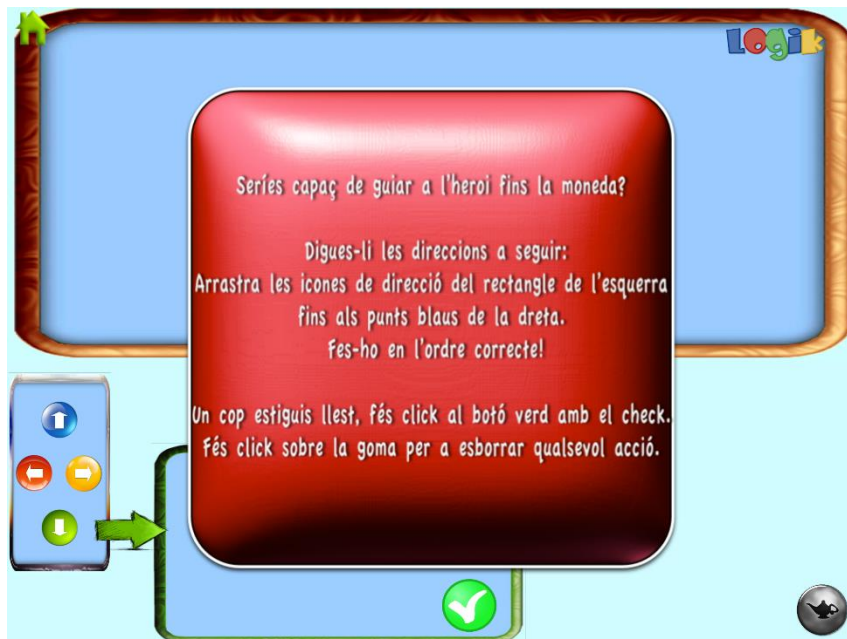 Logik
Seríes capaç de guiar a l'heroi fins la moneda?
Digues-li les direccions a seguir:
Arrastra les icones de direcció del rectangle de l'esquerra
fins als punts blaus de la dreta.
Fes-ho en l'ordre correcte!
Un cop estiguis llest, fés click al botó verd amb el check.
Fés click sobre la goma per a esborrar qualsevol acció.